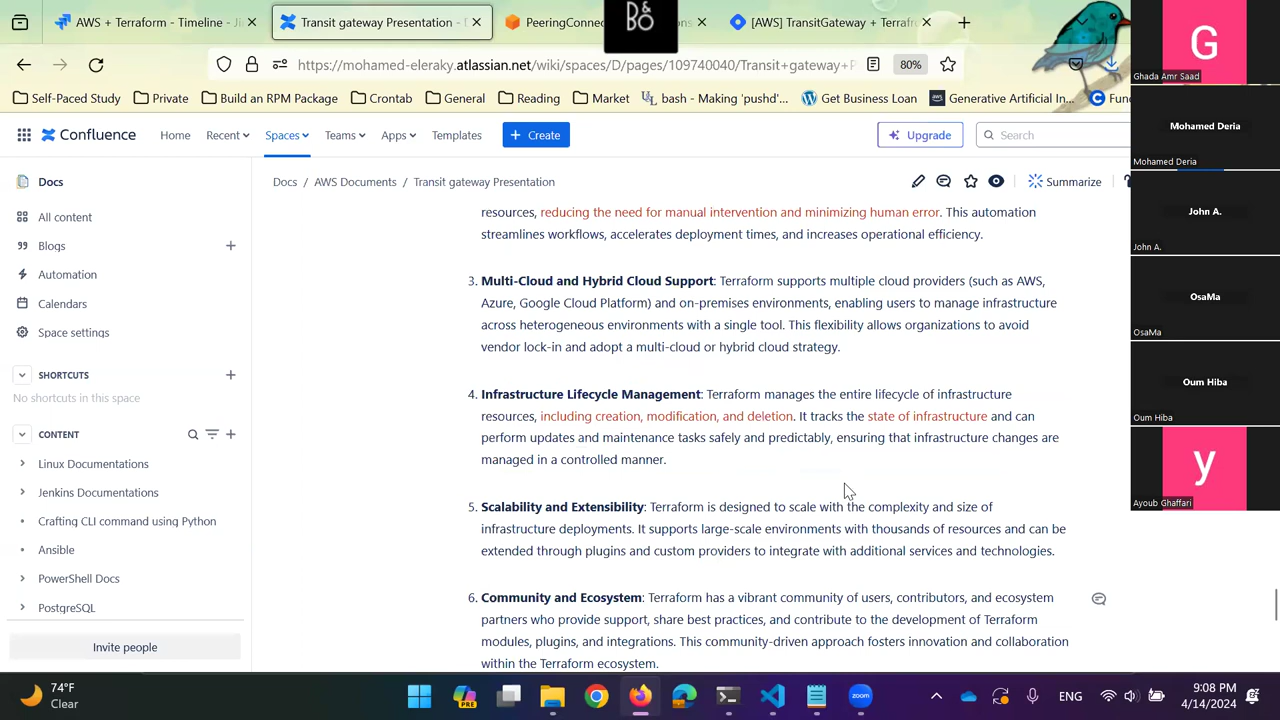 AWS + Terraform - Timeline - Ji
Transit gateway Presentation -
PeeringConnec
ons
[AWS] TransitGateway + Terrafo
D&BO
https://mohamed-eleraky.atlassian.net/wiki/spaces/D/pages/109740040/Transit+gateway+P
80%
Self-Paced Study
Private
Build an RPM Package
Crontab
General
Reading
Market
bash - Making 'pushd'...
Get Business Loan
Generative Artificial In...
Fun
Confluence
Home
Recent
Spaces
Teams
Apps
Templates
Create
Upgrade
Search
Docs
Docs / AWS Documents / Transit gateway Presentation
Summarize
All content
Blogs
Automation
Calendars
Space settings
SHORTCUTS
No shortcuts in this space
CONTENT
Linux Documentations
Jenkins Documentations
Crafting CLI command using Python
Ansible
PowerShell Docs
PostgreSQL
Invite people
resources, reducing the need for manual intervention and minimizing human error. This automation
streamlines workflows, accelerates deployment times, and increases operational efficiency.
3. Multi-Cloud and Hybrid Cloud Support: Terraform supports multiple cloud providers (such as AWS,
Azure, Google Cloud Platform) and on-premises environments, enabling users to manage infrastructure
across heterogeneous environments with a single tool. This flexibility allows organizations to avoid
vendor lock-in and adopt a multi-cloud or hybrid cloud strategy.
4. Infrastructure Lifecycle Management: Terraform manages the entire lifecycle of infrastructure
resources, including creation, modification, and deletion. It tracks the state of infrastructure and can
perform updates and maintenance tasks safely and predictably, ensuring that infrastructure changes are
managed in a controlled manner.
5. Scalability and Extensibility: Terraform is designed to scale with the complexity and size of
infrastructure deployments. It supports large-scale environments with thousands of resources and can be
extended through plugins and custom providers to integrate with additional services and technologies.
6. Community and Ecosystem: Terraform has a vibrant community of users, contributors, and ecosystem
partners who provide support, share best practices, and contribute to the development of Terraform
modules, plugins, and integrations. This community-driven approach fosters innovation and collaboration
within the Terraform ecosystem.
G
Ghada Amr Saad
Mohamed Deria
Mohamed Deria
John A.
John A.
OsaMa
OsaMa
Oum Hiba
Oum Hiba
y
Ayoub Ghaffari
74°F
Clear
PRE
zoom
ENG
9:08 PM
4/14/2024